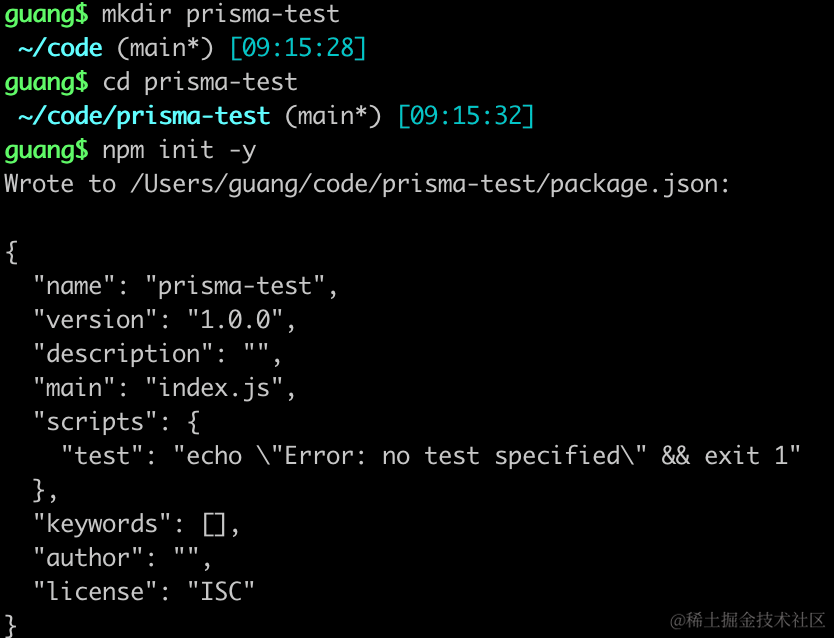 guang$ mkdir prisma-test
~/code (main*) [09:15:28]
guang$ cd prisma-test
~/code/prisma-test (main*) [09:15:32]
guang$ npm init -y
Wrote to /Users/guang/code/prisma-test/package.json:
{
  "name": "prisma-test",
  "version": "1.0.0",
  "description": "",
  "main": "index.js",
  "scripts": {
    "test": "echo \"Error: no test specified\" && exit 1"
  },
  "keywords": [],
  "author": "",
  "license": "ISC"
}
@稀土掘金技术社区